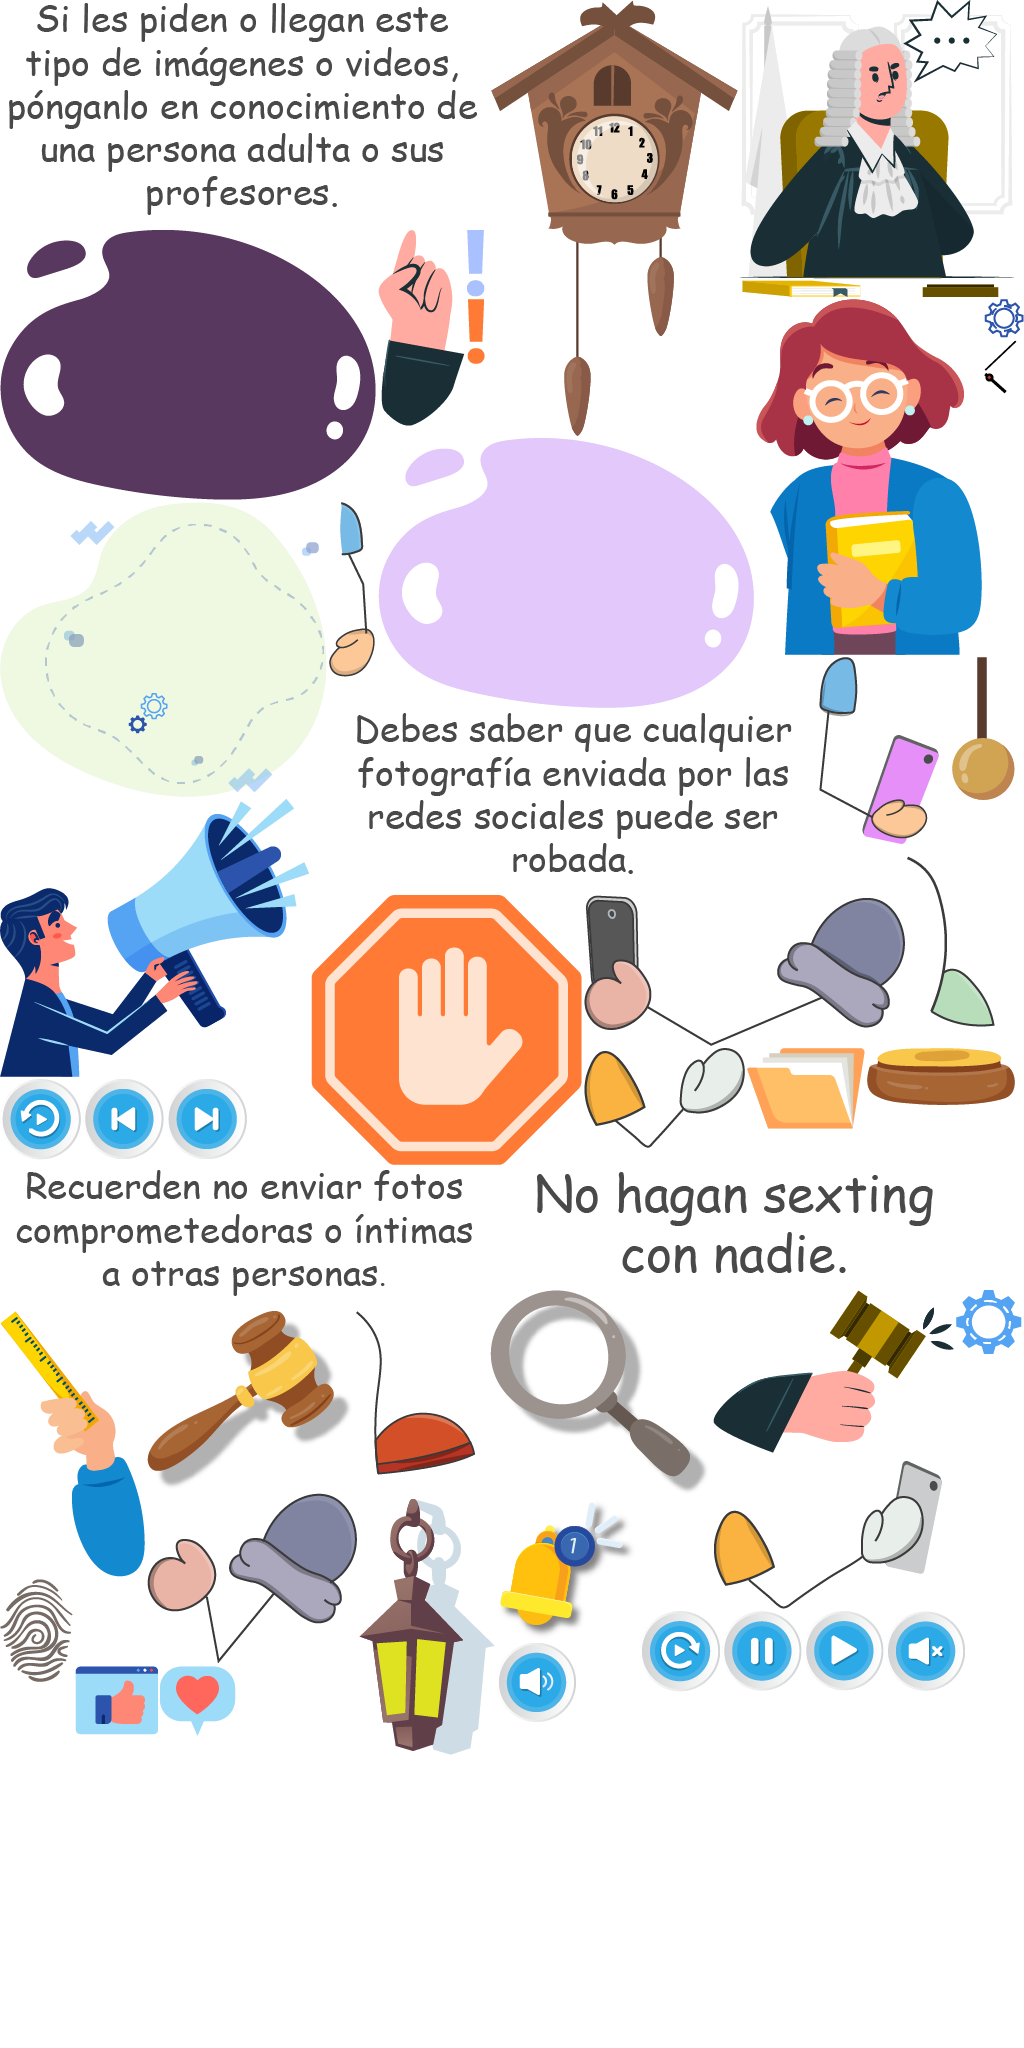 Si les piden o llegan este
tipo de imágenes o videos,
pónganlo en conocimiento de
una persona adulta o sus
profesores.
11 12 1
10 2
9 3
8 4
7 6 5
Debes saber que cualquier
fotografía enviada por las
redes sociales puede ser
robada.
Recuerden no enviar fotos
comprometedoras o íntimas
a otras personas.
No hagan sexting
con nadie.
1